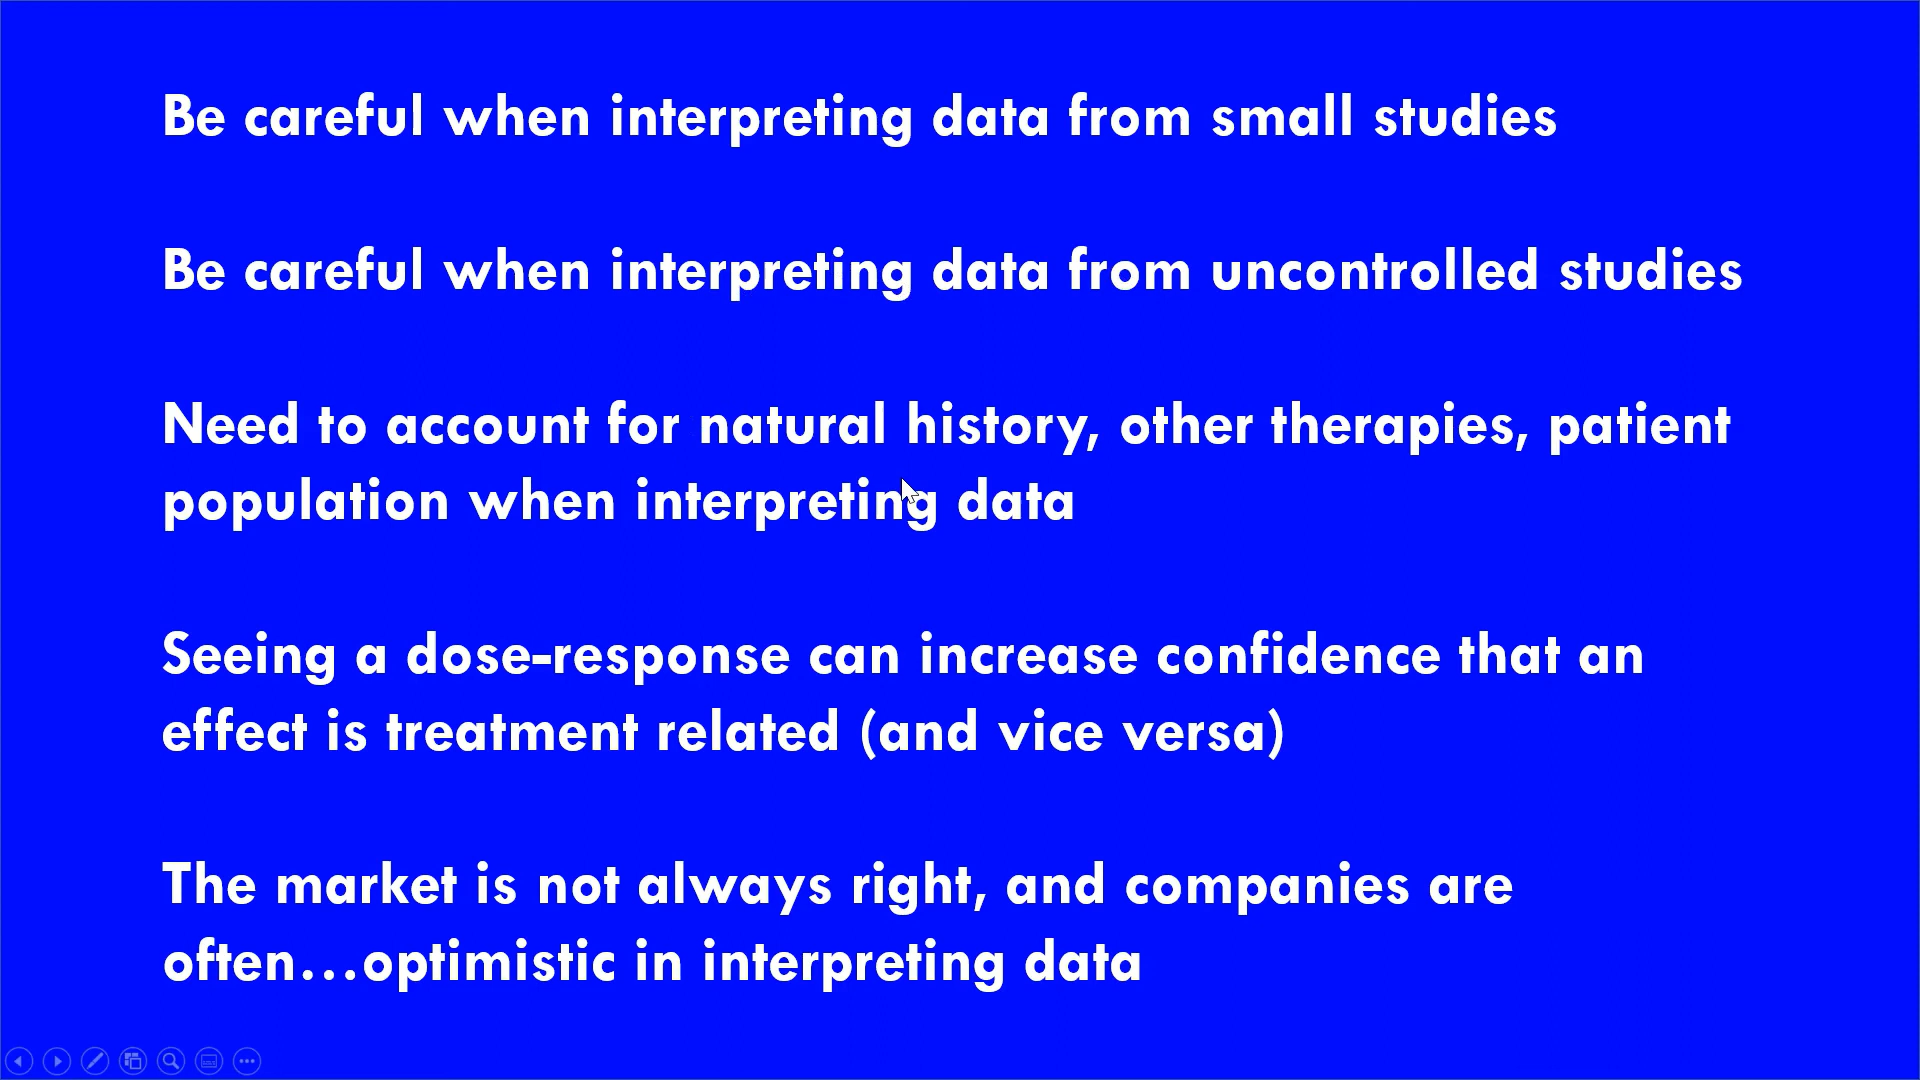 Be careful when interpreting data from small studies
Be careful when interpreting data from uncontrolled studies
Need to account for natural history, other therapies, patient
population when interpreting data
Seeing a dose-response can increase confidence that an
effect is treatment related (and vice versa)
The market is not always right, and companies are
often...optimistic in interpreting data